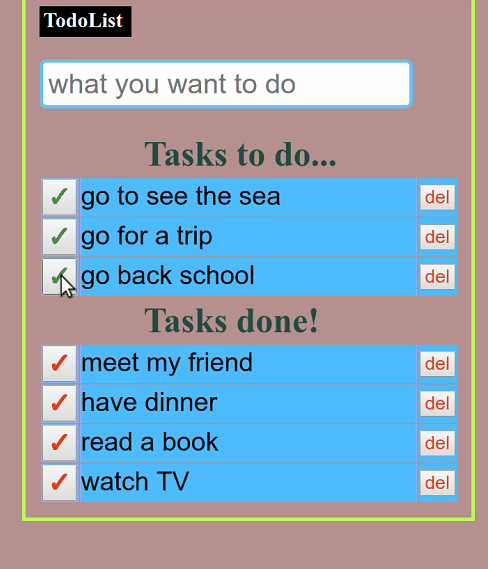 TodoList
what you want to do
Tasks to do...
✓ go to see the sea del
✓ go for a trip del
✓ go back school del
Tasks done!
✓ meet my friend del
✓ have dinner del
✓ read a book del
✓ watch TV del